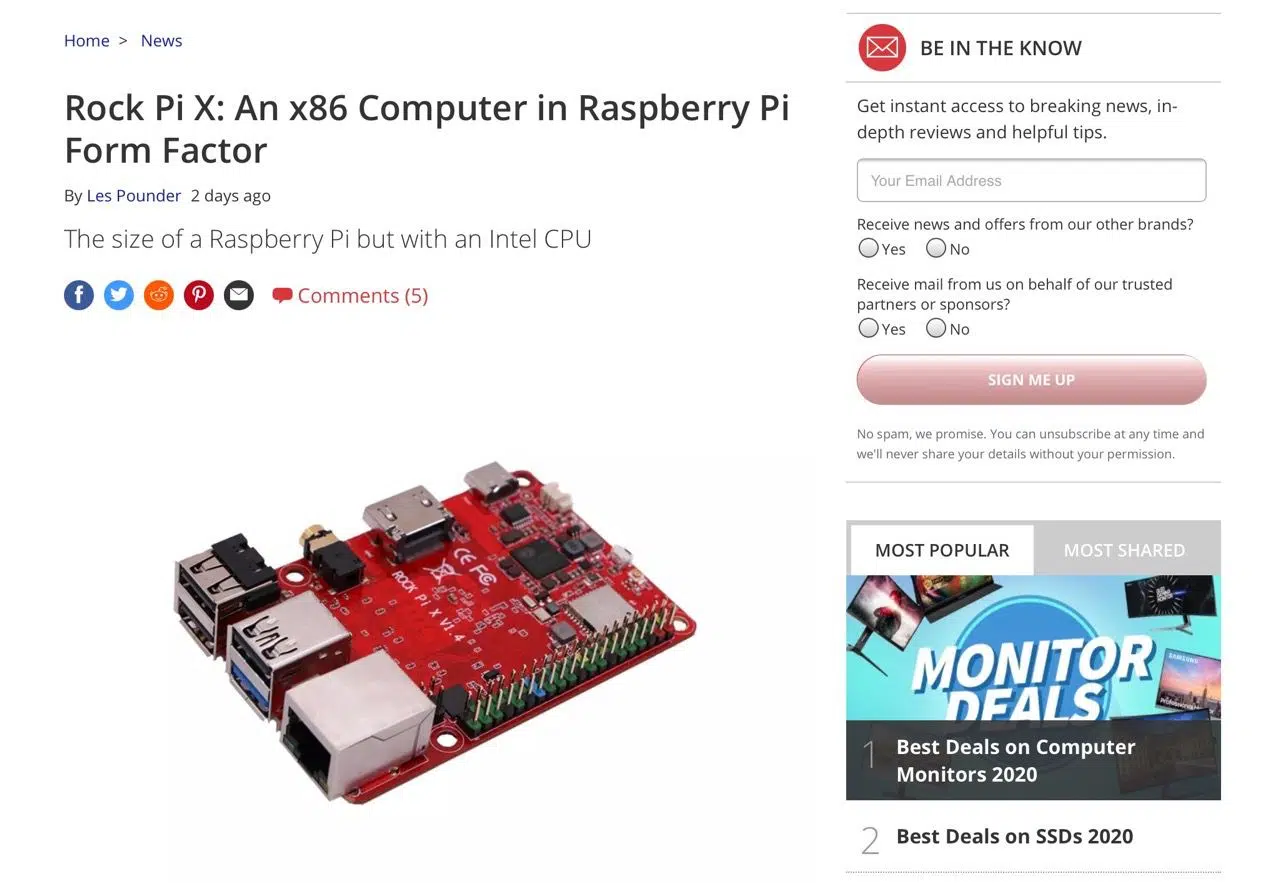 Home > News
Rock Pi X: An x86 Computer in Raspberry Pi
Form Factor
By Les Pounder 2 days ago
The size of a Raspberry Pi but with an Intel CPU
Comments (5)
CE FC
ROCK Pi X V1.4
BE IN THE KNOW
Get instant access to breaking news, in-
depth reviews and helpful tips.
Your Email Address
Receive news and offers from our other brands?
Yes No
Receive mail from us on behalf of our trusted
partners or sponsors?
Yes No
SIGN ME UP
No spam, we promise. You can unsubscribe at any time and
we'll never share your details without your permission.
MOST POPULAR MOST SHARED
MONITOR
DEALS
SAMSUNG
1 Best Deals on Computer
Monitors 2020
2 Best Deals on SSDs 2020